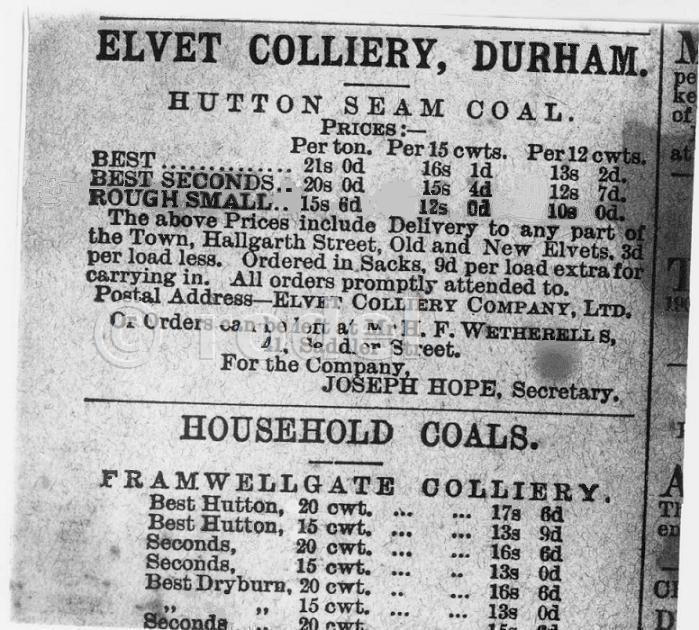 ELVET COLLIERY, DURHAM.
HUTTON SEAM COAL.
PRICES:—
Per ton. Per 15 cwts. Per 12 cwts.
BEST ............. 21s 0d 16s 1d 13s 2d.
BEST SECONDS.. 20s 0d 15s 4d 12s 7d.
ROUGH SMALL.. 15s 6d 12s 0d 10s 0d.
The above Prices include Delivery to any part of
the Town, Hallgarth Street, Old and New Elvets, 3d
per load less. Ordered in Sacks, 9d per load extra for
carrying in. All orders promptly attended to.
Postal Address—ELVET COLLIERY COMPANY, LTD.
Or Orders can be left at Mr H. F. WETHERELL'S,
Saddler Street.
For the Company,
JOSEPH HOPE, Secretary.
HOUSEHOLD COALS.
FRAMWELLGATE COLLIERY.
Best Hutton, 20 cwt. ... ... 17s 6d
Best Hutton, 15 cwt. ... ... 13s 9d
Seconds, 20 cwt. ... ... 16s 6d
Seconds, 15 cwt. ... .. 13s 0d
Best Dryburn, 20 cwt. .. ... 16s 6d
„ „ 15 cwt. ... ... 13s 0d
Seconds „ 20 cwt. ... ... 15s 6d